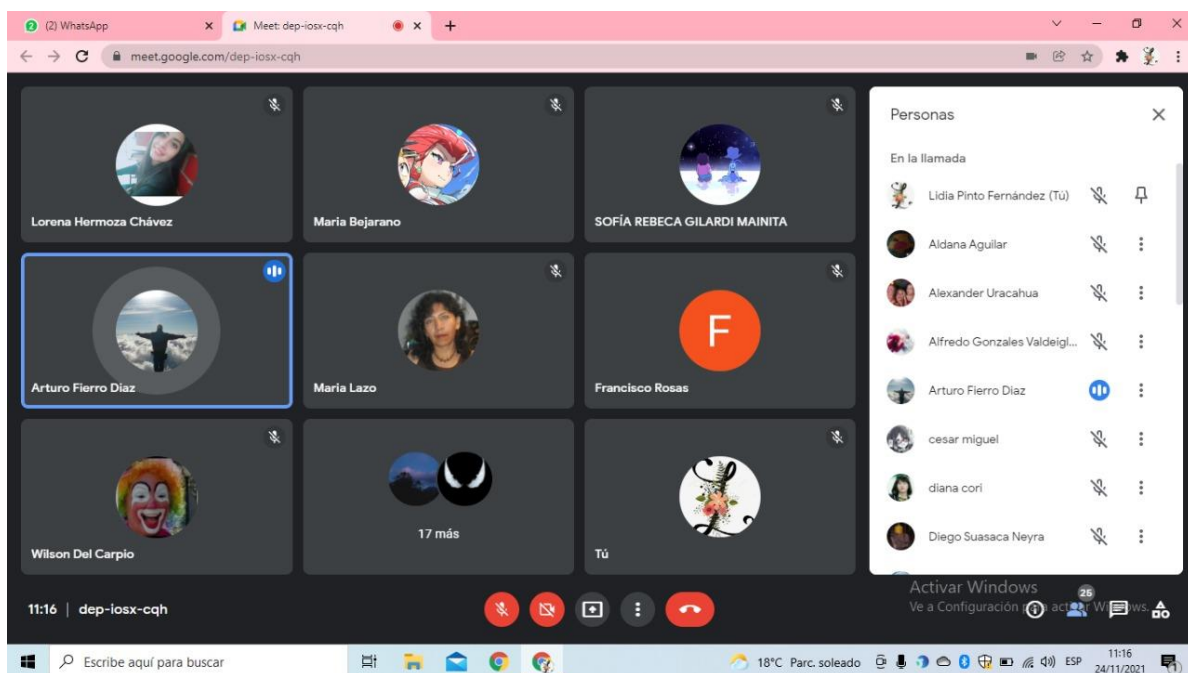 2 (2) WhatsApp
Meet: dep-iosx-cqh
meet.google.com/dep-iosx-cqh
Lorena Hermoza Chávez
Maria Bejarano
SOFÍA REBECA GILARDI MAINITA
Arturo Fierro Diaz
Maria Lazo
F
Francisco Rosas
Wilson Del Carpio
17 más
Tú
Personas
En la llamada
Lidia Pinto Fernández (Tú)
Aldana Aguilar
Alexander Uracahua
Alfredo Gonzales Valdeigl...
Arturo Fierro Diaz
cesar miguel
diana cori
Diego Suasaca Neyra
Activar Windows
Ve a Configuración
11:16 | dep-iosx-cqh
Escribe aquí para buscar
18°C Parc. soleado
ESP
11:16
24/11/2021